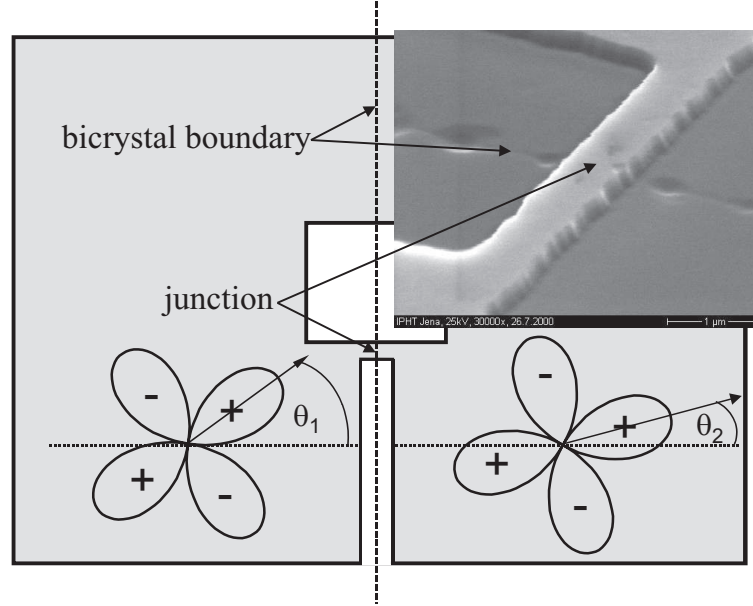 bicrystal boundary
junction
IPHT Jena, 25kV, 30000x, 26.7.2000
1 µm
-
+
θ1
+
-
-
+
θ2
+
-